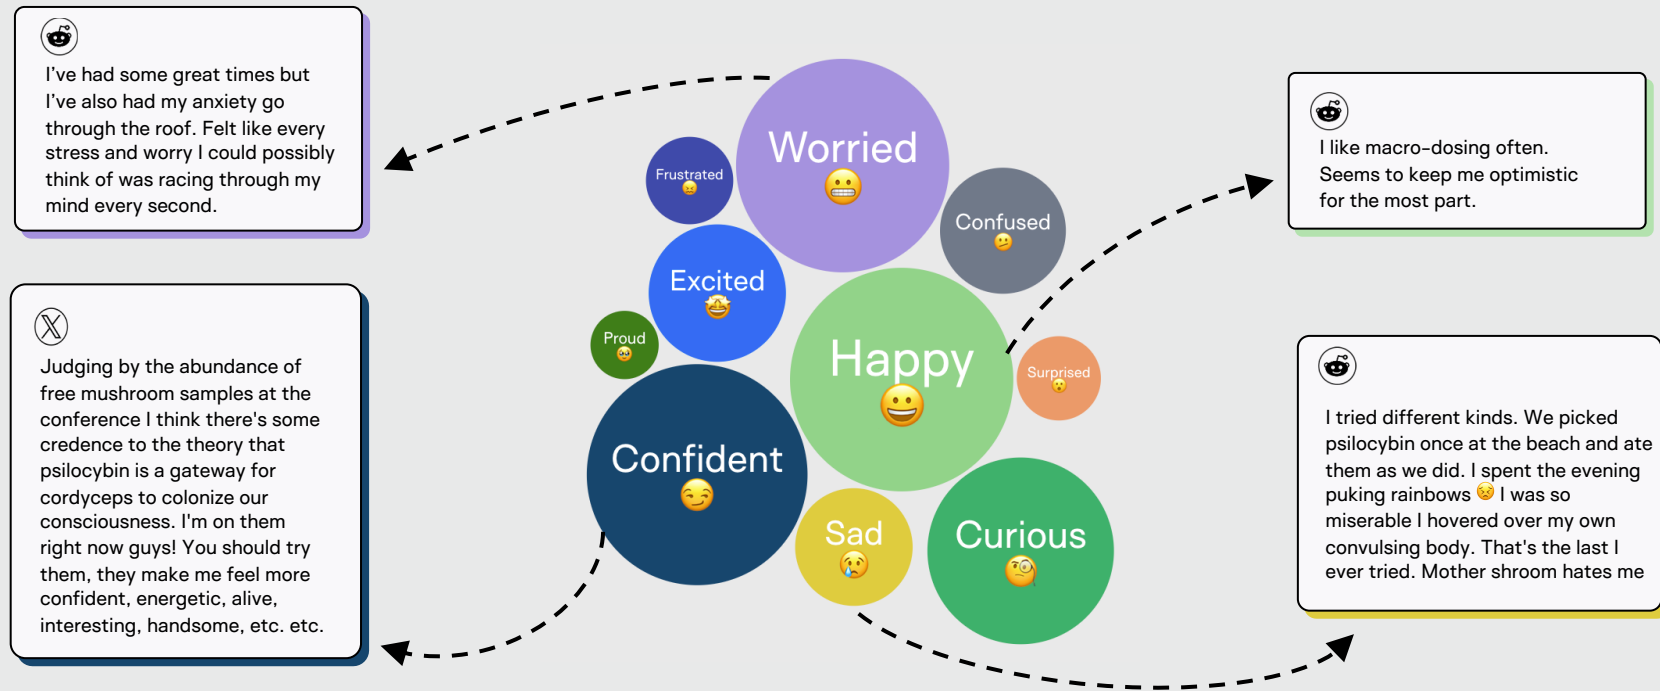 I've had some great times but
I've also had my anxiety go
through the roof. Felt like every
stress and worry I could possibly
think of was racing through my
mind every second.
Judging by the abundance of
free mushroom samples at the
conference I think there's some
credence to the theory that
psilocybin is a gateway for
cordyceps to colonize our
consciousness. I'm on them
right now guys! You should try
them, they make me feel more
confident, energetic, alive,
interesting, handsome, etc. etc.
Worried
Frustrated
Confused
Excited
Proud
Happy
Surprised
Confident
Sad
Curious
I like macro-dosing often.
Seems to keep me optimistic
for the most part.
I tried different kinds. We picked
psilocybin once at the beach and ate
them as we did. I spent the evening
puking rainbows 😣 I was so
miserable I hovered over my own
convulsing body. That's the last I
ever tried. Mother shroom hates me